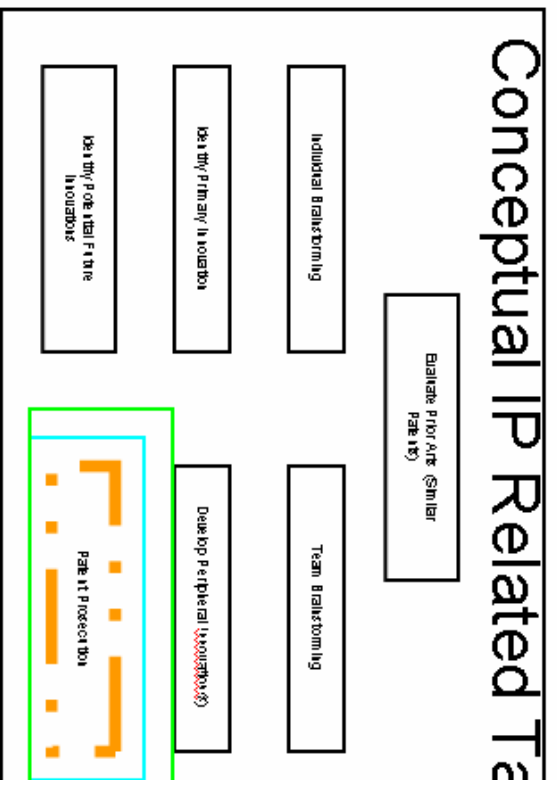 Conceptual IP Related Ta
Evaluate Prior Arts (Similar
Patents)
Individual Brainstorming
Team Brainstorming
Identify Primary Innovation
Develop Peripheral Innovation(s)
Identify Potential Future
Innovations
Patent Prosecution